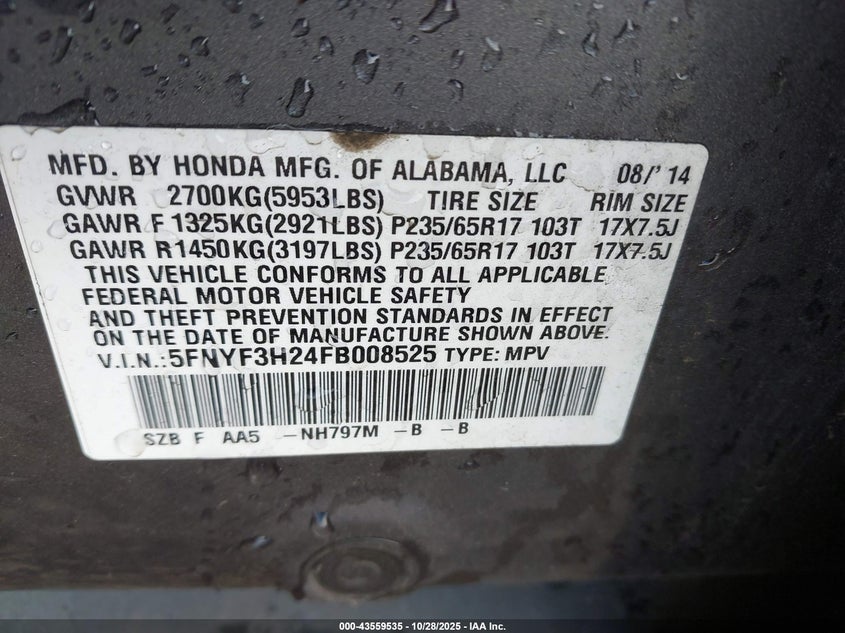 MFD. BY HONDA MFG. OF ALABAMA, LLC 08/'14
GVWR 2700KG(5953LBS) TIRE SIZE RIM SIZE
GAWR F 1325KG(2921LBS) P235/65R17 103T 17X7.5J
GAWR R1450KG(3197LBS) P235/65R17 103T 17X7.5J
THIS VEHICLE CONFORMS TO ALL APPLICABLE
FEDERAL MOTOR VEHICLE SAFETY
AND THEFT PREVENTION STANDARDS IN EFFECT
ON THE DATE OF MANUFACTURE SHOWN ABOVE.
V.I.N.:5FNYF3H24FB008525 TYPE: MPV
SZB F AA5 -NH797M -B -B
000-43559535 - 10/28/2025 - IAA Inc.